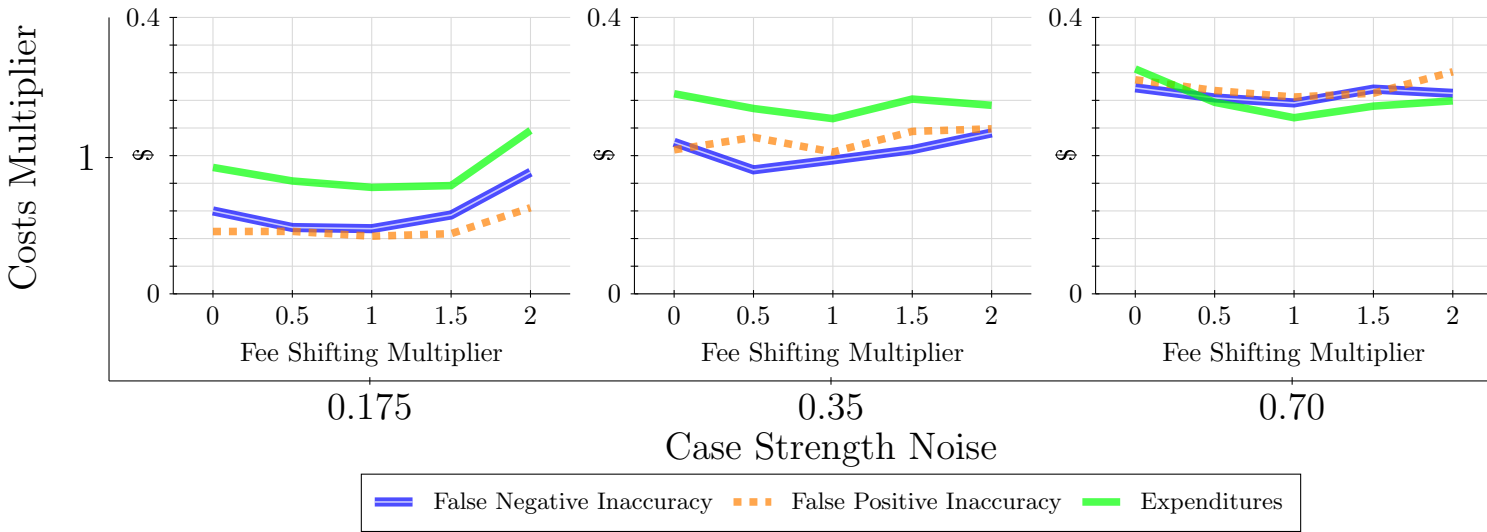 Costs Multiplier
1
0.4
$
0
0 0.5 1 1.5 2
Fee Shifting Multiplier
0.4
$
0
0 0.5 1 1.5 2
Fee Shifting Multiplier
0.4
$
0
0 0.5 1 1.5 2
Fee Shifting Multiplier
0.175 0.35 0.70
Case Strength Noise
False Negative Inaccuracy False Positive Inaccuracy Expenditures